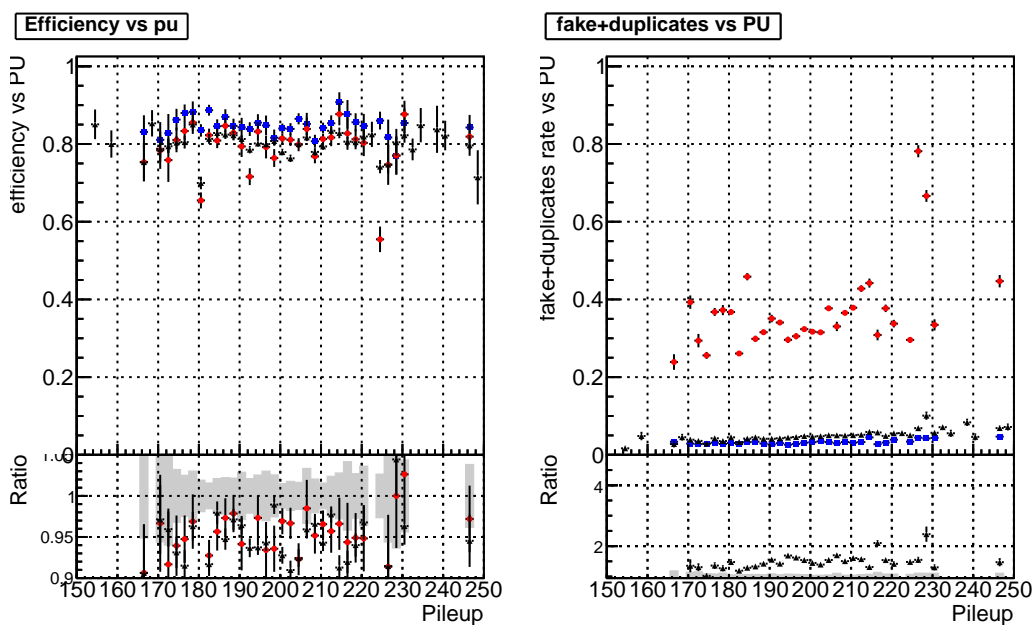 Efficiency vs pu
efficiency vs PU
1
0.8
0.6
0.4
0.2
0
Ratio
1
0.95
0.9
150 160 170 180 190 200 210 220 230 240 250
Pileup
fake+duplicates vs PU
fake+duplicates rate vs PU
1
0.8
0.6
0.4
0.2
0
Ratio
4
2
150 160 170 180 190 200 210 220 230 240 250
Pileup